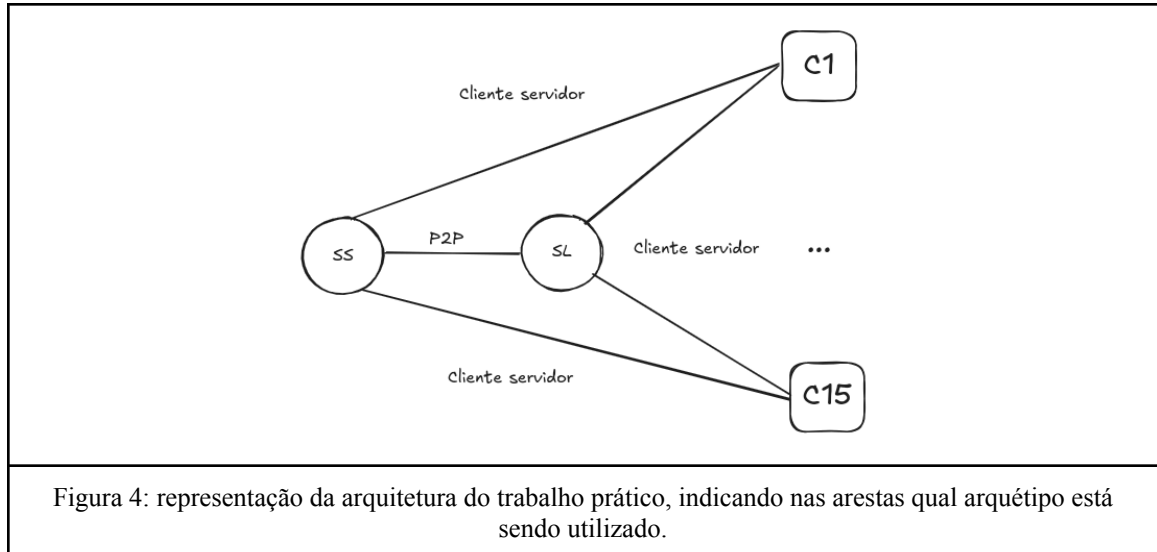 C1
Cliente servidor
SS
P2P
SL
Cliente servidor
...
Cliente servidor
C15
Figura 4: representação da arquitetura do trabalho prático, indicando nas arestas qual arquétipo está
sendo utilizado.